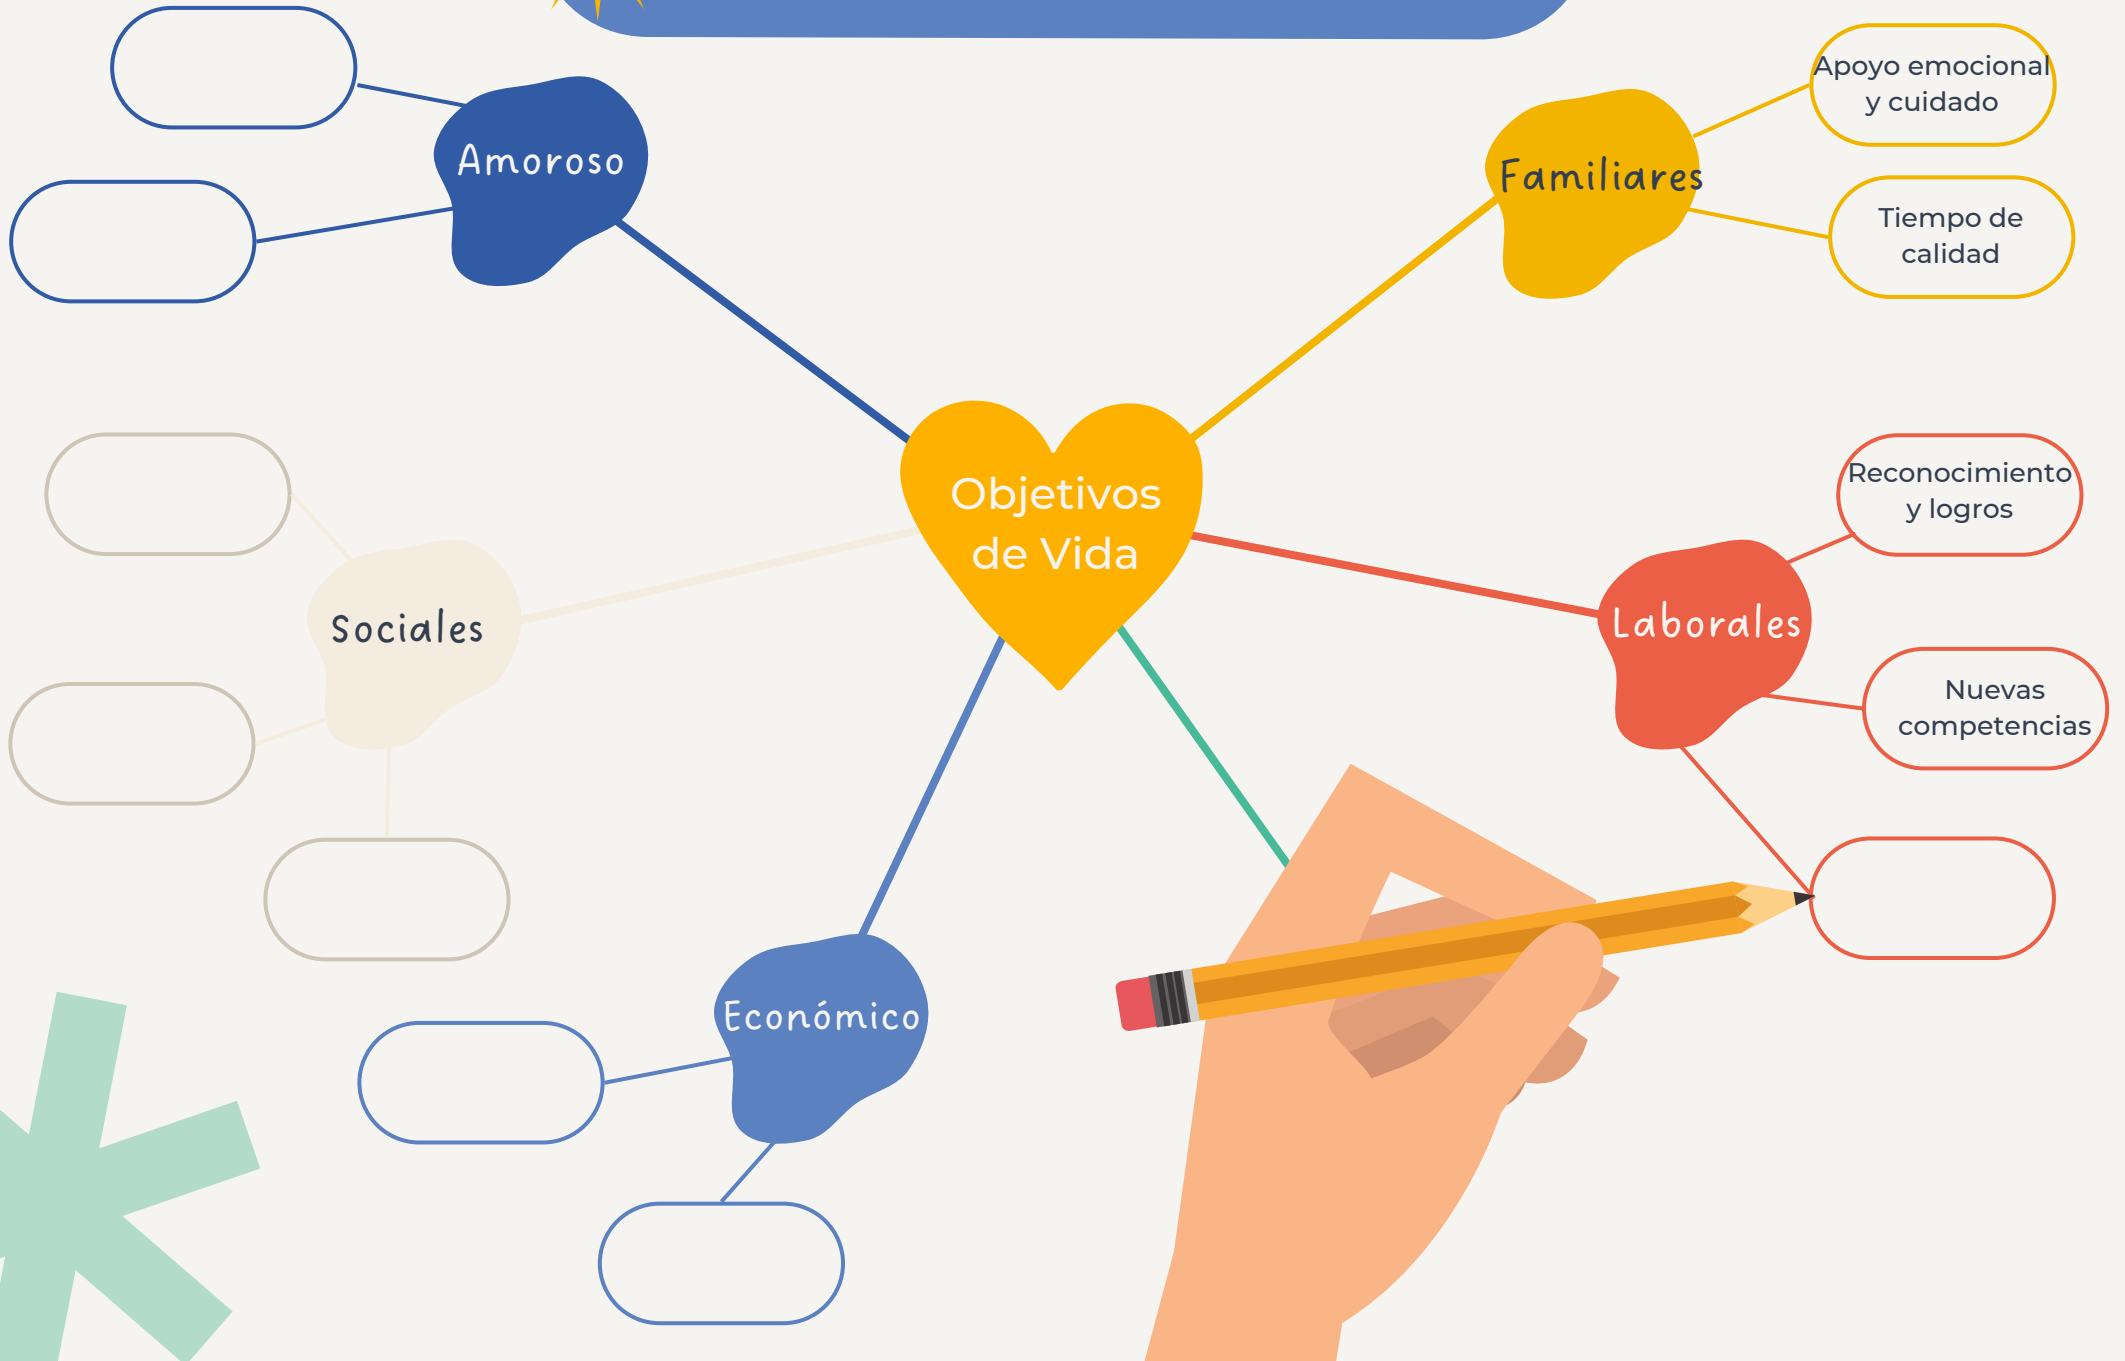 Amoroso
Familiares
Apoyo emocional
y cuidado
Tiempo de
calidad
Objetivos
de Vida
Sociales
Laborales
Reconocimiento
y logros
Nuevas
competencias
Económico